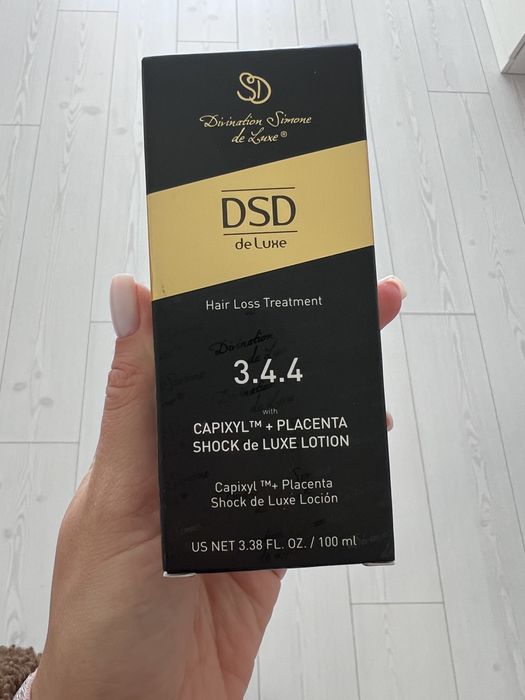 SD
Divination Simone
de Luxe®
DSD
de Luxe
Hair Loss Treatment
Divination
3.4.4
with
CAPIXYL™ + PLACENTA
SHOCK de LUXE LOTION
Capixyl ™+ Placenta
Shock de Luxe Loción
US NET 3.38 FL. OZ. / 100 ml